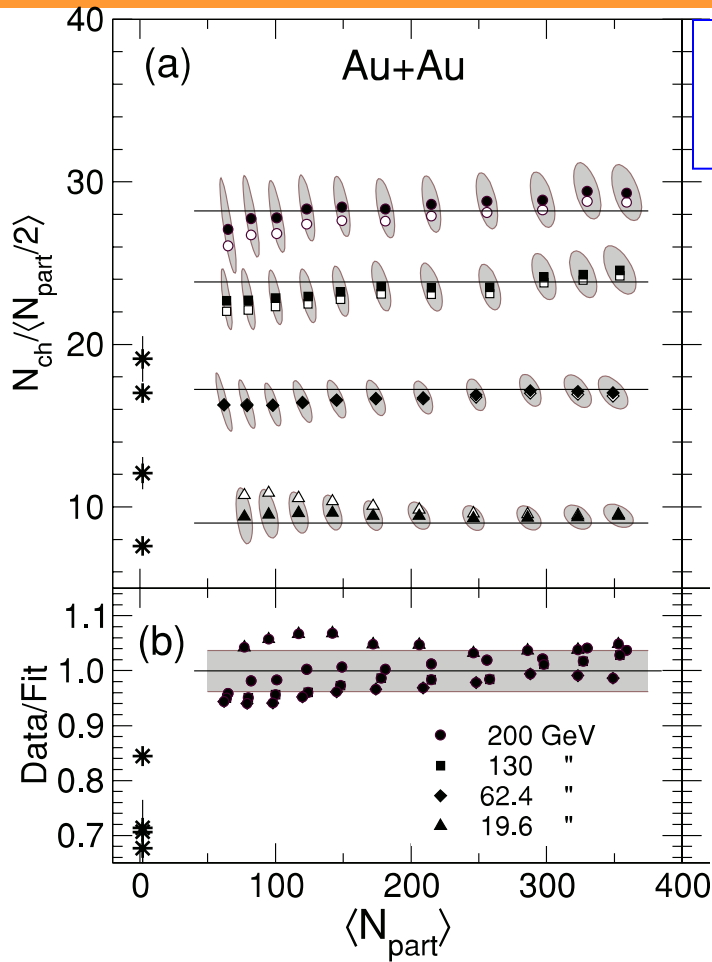 40
(a)
Au+Au
30
20
10
N_ch/⟨N_part/2⟩
(b)
1.1
1.0
0.9
0.8
0.7
Data/Fit
200 GeV
130 "
62.4 "
19.6 "
0 100 200 300 400
⟨N_part⟩